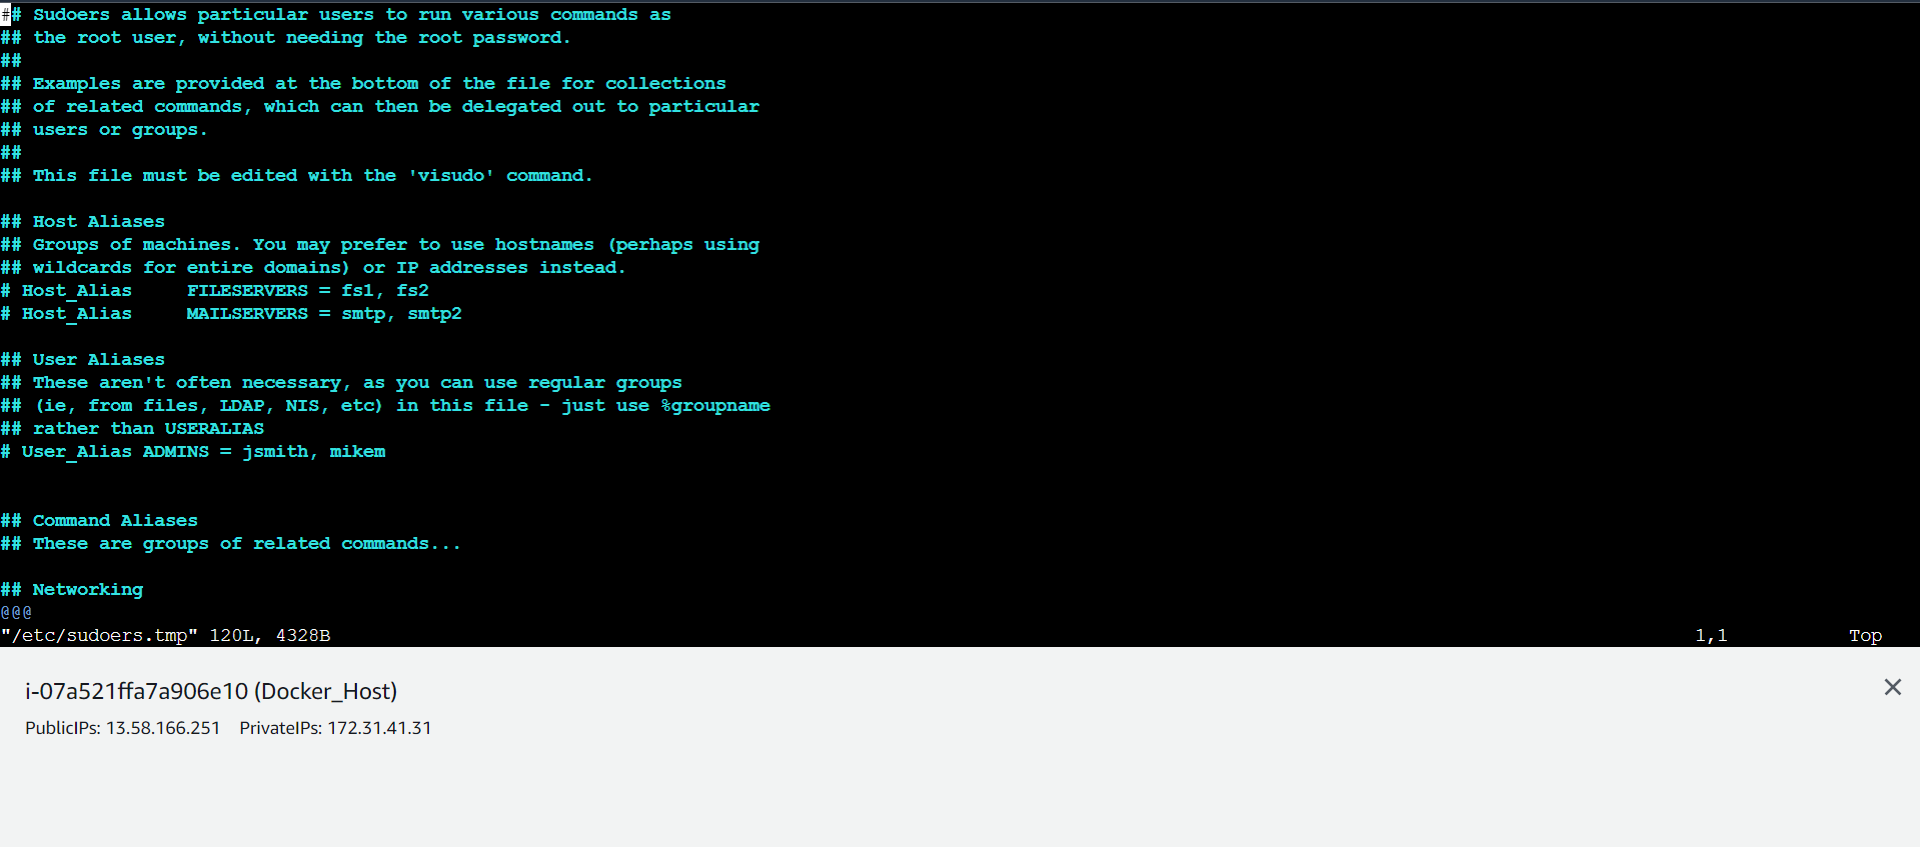 ## Sudoers allows particular users to run various commands as
## the root user, without needing the root password.
##
## Examples are provided at the bottom of the file for collections
## of related commands, which can then be delegated out to particular
## users or groups.
##
## This file must be edited with the 'visudo' command.
## Host Aliases
## Groups of machines. You may prefer to use hostnames (perhaps using
## wildcards for entire domains) or IP addresses instead.
# Host_Alias     FILESERVERS = fs1, fs2
# Host_Alias     MAILSERVERS = smtp, smtp2
## User Aliases
## These aren't often necessary, as you can use regular groups
## (ie, from files, LDAP, NIS, etc) in this file - just use %groupname
## rather than USERALIAS
# User_Alias ADMINS = jsmith, mikem
## Command Aliases
## These are groups of related commands...
## Networking
@@@
"/etc/sudoers.tmp" 120L, 4328B 1,1 Top
i-07a521ffa7a906e10 (Docker_Host)
PublicIPs: 13.58.166.251 PrivateIPs: 172.31.41.31